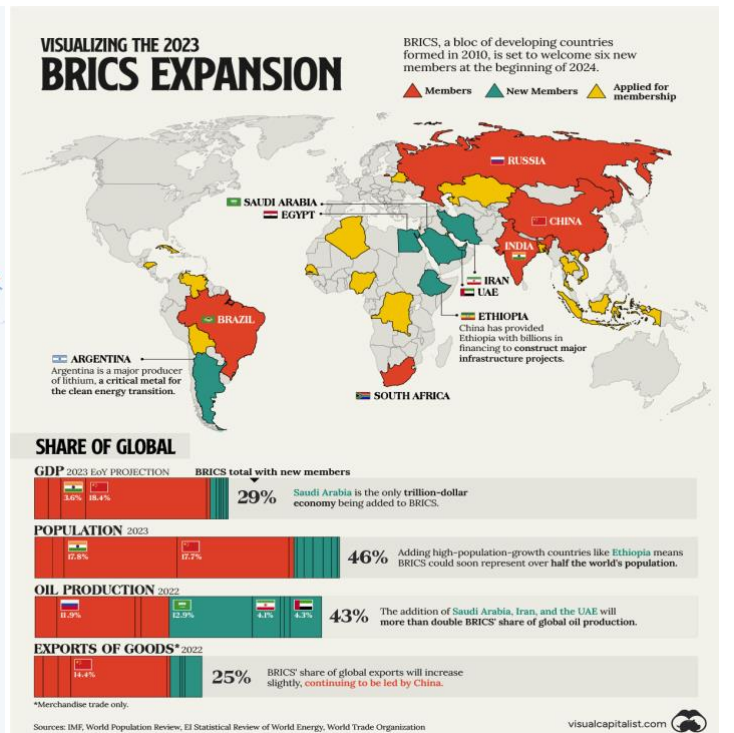 VISUALIZING THE 2023
BRICS EXPANSION
BRICS, a bloc of developing countries
formed in 2010, is set to welcome six new
members at the beginning of 2024.
Members
New Members
Applied for
membership
RUSSIA
SAUDI ARABIA
EGYPT
CHINA
INDIA
IRAN
UAE
BRAZIL
ETHIOPIA
China has provided
Ethiopia with billions in
financing to construct major
infrastructure projects.
ARGENTINA
Argentina is a major producer
of lithium, a critical metal for
the clean energy transition.
SOUTH AFRICA
SHARE OF GLOBAL
GDP 2023 EoY PROJECTION
BRICS total with new members
3.6%
18.4%
29%
Saudi Arabia is the only trillion-dollar
economy being added to BRICS.
POPULATION 2023
17.8%
17.7%
46%
Adding high-population-growth countries like Ethiopia means
BRICS could soon represent over half the world's population.
OIL PRODUCTION 2022
11.9%
12.9%
4.1%
4.3%
43%
The addition of Saudi Arabia, Iran, and the UAE will
more than double BRICS' share of global oil production.
EXPORTS OF GOODS* 2022
14.4%
25%
BRICS' share of global exports will increase
slightly, continuing to be led by China.
*Merchandise trade only.
Sources: IMF, World Population Review, EI Statistical Review of World Energy, World Trade Organization
visualcapitalist.com